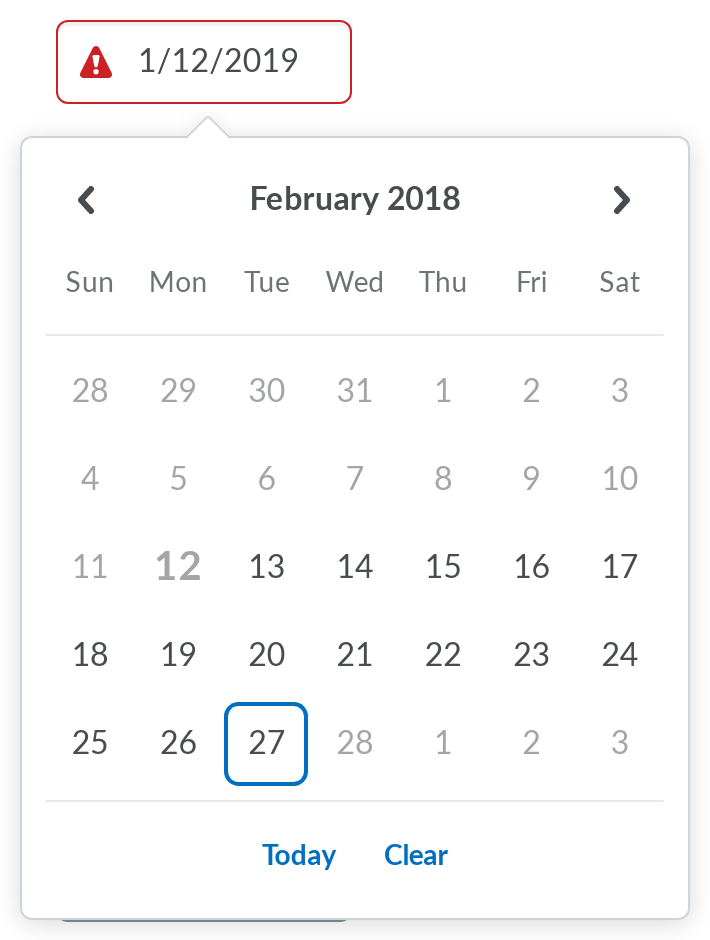 1/12/2019
February 2018
Sun Mon Tue Wed Thu Fri Sat
28 29 30 31 1 2 3
4 5 6 7 8 9 10
11 12 13 14 15 16 17
18 19 20 21 22 23 24
25 26 27 28 1 2 3
Today Clear